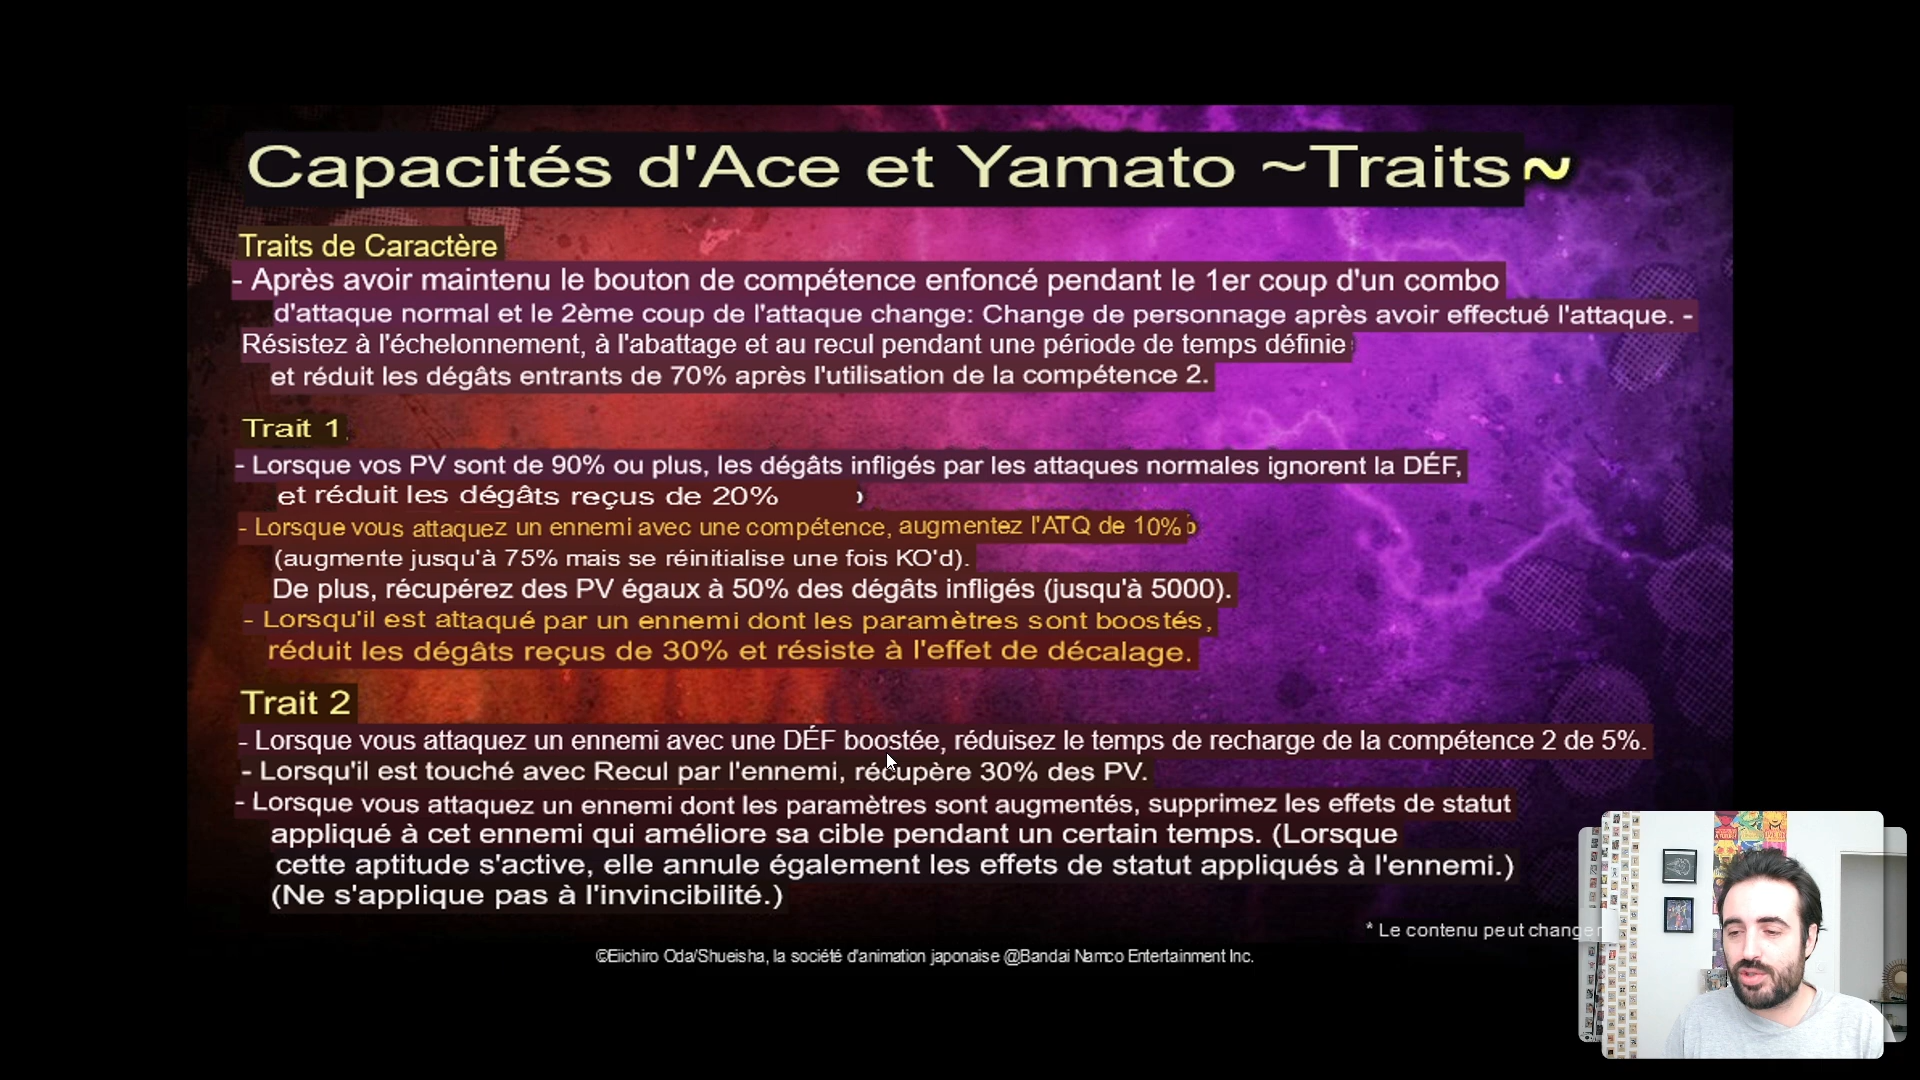 Capacités d'Ace et Yamato ~Traits~
Traits de Caractère
- Après avoir maintenu le bouton de compétence enfoncé pendant le 1er coup d'un combo
d'attaque normal et le 2ème coup de l'attaque change: Change de personnage après avoir effectué l'attaque. -
Résistez à l'échelonnement, à l'abattage et au recul pendant une période de temps définie
et réduit les dégâts entrants de 70% après l'utilisation de la compétence 2.
Trait 1
- Lorsque vos PV sont de 90% ou plus, les dégâts infligés par les attaques normales ignorent la DÉF,
et réduit les dégâts reçus de 20%
- Lorsque vous attaquez un ennemi avec une compétence, augmentez l'ATQ de 10%
(augmente jusqu'à 75% mais se réinitialise une fois KO'd).
De plus, récupérez des PV égaux à 50% des dégâts infligés (jusqu'à 5000).
- Lorsqu'il est attaqué par un ennemi dont les paramètres sont boostés,
réduit les dégâts reçus de 30% et résiste à l'effet de décalage.
Trait 2
- Lorsque vous attaquez un ennemi avec une DÉF boostée, réduisez le temps de recharge de la compétence 2 de 5%.
- Lorsqu'il est touché avec Recul par l'ennemi, récupère 30% des PV.
- Lorsque vous attaquez un ennemi dont les paramètres sont augmentés, supprimez les effets de statut
appliqué à cet ennemi qui améliore sa cible pendant un certain temps. (Lorsque
cette aptitude s'active, elle annule également les effets de statut appliqués à l'ennemi.)
(Ne s'applique pas à l'invincibilité.)
* Le contenu peut changer
©Eiichiro Oda/Shueisha, la société d'animation japonaise @Bandai Namco Entertainment Inc.